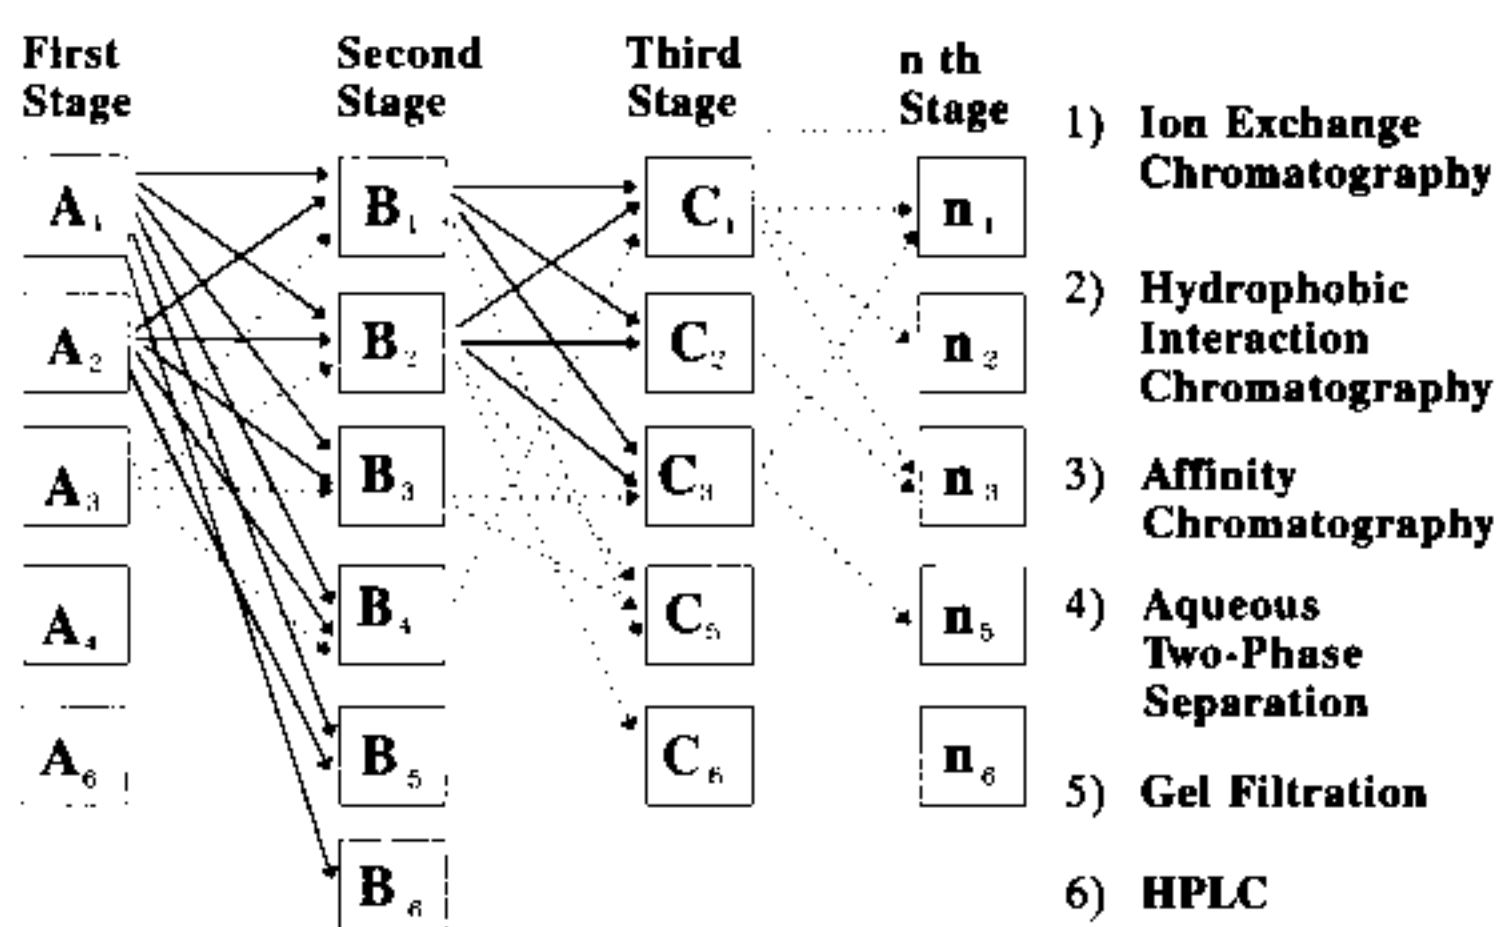 First Stage
Second Stage
Third Stage
n th Stage
A1
B1
C1
n1
A2
B2
C2
n2
A3
B3
C3
n3
A4
B4
C5
n5
A6
B5
C6
n6
B6
1) Ion Exchange
Chromatography
2) Hydrophobic
Interaction
Chromatography
3) Affinity
Chromatography
4) Aqueous
Two-Phase
Separation
5) Gel Filtration
6) HPLC